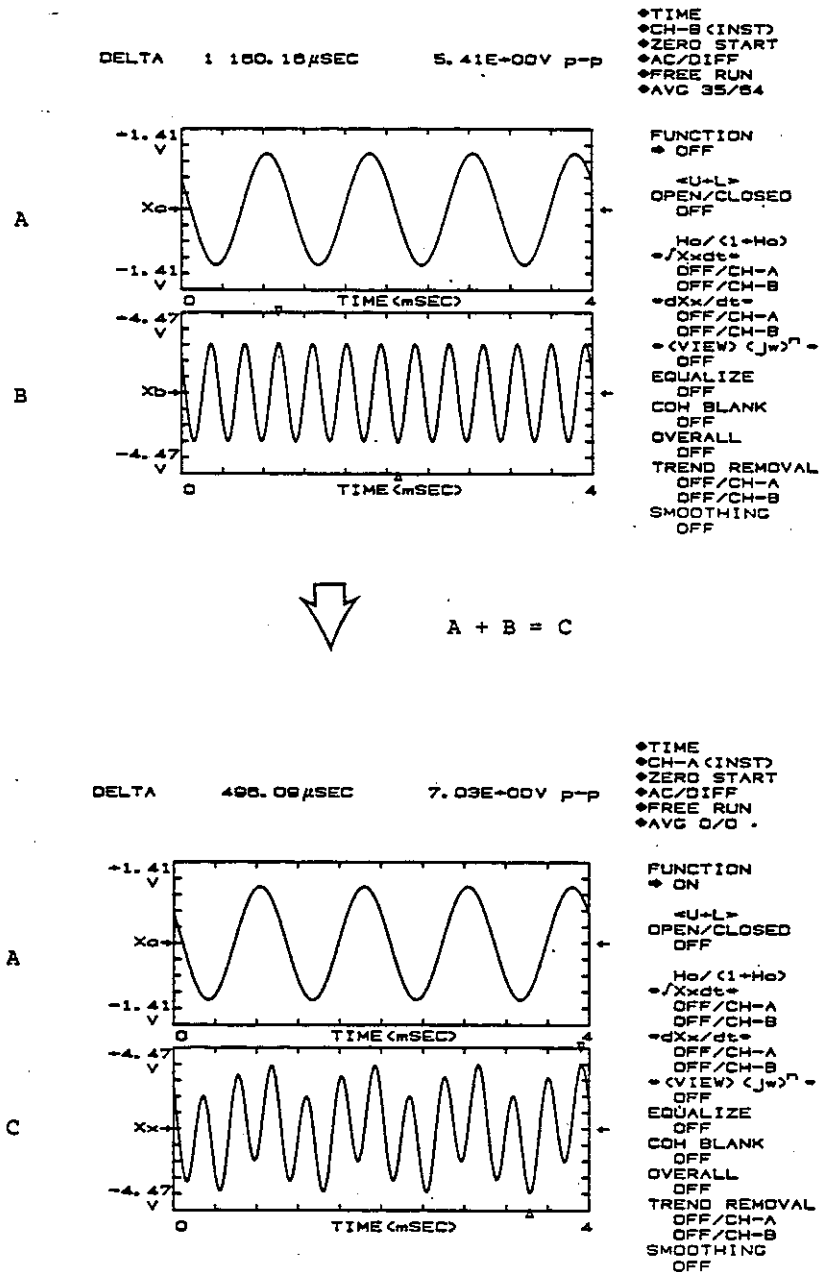 ◆TIME
◆CH-B(INST)
◆ZERO START
◆AC/DIFF
◆FREE RUN
◆AVG 35/64
DELTA 1 160.16μSEC 5.41E+00V p-p
A
+1.41
V
Xa→
-1.41
V
0 TIME(mSEC) 4
B
+4.47
V
Xb→
-4.47
V
0 TIME(mSEC) 4
FUNCTION
➡ OFF
<U+L>
OPEN/CLOSED
OFF
Ho/(1+Ho)
=∫Xxdt=
OFF/CH-A
OFF/CH-B
=dXx/dt=
OFF/CH-A
OFF/CH-B
=(VIEW)(jw)ⁿ=
OFF
EQUALIZE
OFF
COH BLANK
OFF
OVERALL
OFF
TREND REMOVAL
OFF/CH-A
OFF/CH-B
SMOOTHING
OFF
A + B = C
◆TIME
◆CH-A(INST)
◆ZERO START
◆AC/DIFF
◆FREE RUN
◆AVG 0/0
DELTA 496.09μSEC 7.03E+00V p-p
A
+1.41
V
Xa→
-1.41
V
0 TIME(mSEC) 4
C
+4.47
V
Xx→
-4.47
V
0 TIME(mSEC) 4
FUNCTION
➡ ON
<U+L>
OPEN/CLOSED
OFF
Ho/(1+Ho)
=∫Xxdt=
OFF/CH-A
OFF/CH-B
=dXx/dt=
OFF/CH-A
OFF/CH-B
=(VIEW)(jw)ⁿ=
OFF
EQUALIZE
OFF
COH BLANK
OFF
OVERALL
OFF
TREND REMOVAL
OFF/CH-A
OFF/CH-B
SMOOTHING
OFF